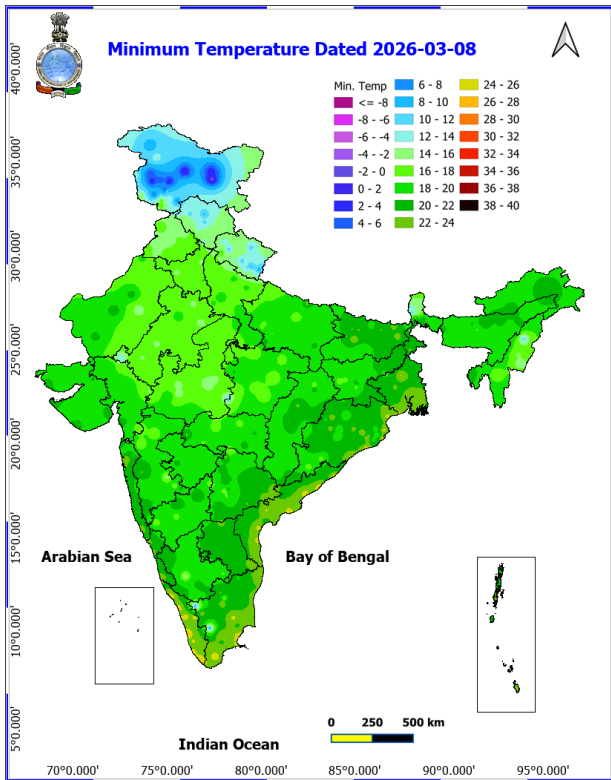 Minimum Temperature Dated 2026-03-08
Min. Temp
<= -8
-8 - -6
-6 - -4
-4 - -2
-2 - 0
0 - 2
2 - 4
4 - 6
6 - 8
8 - 10
10 - 12
12 - 14
14 - 16
16 - 18
18 - 20
20 - 22
22 - 24
24 - 26
26 - 28
28 - 30
30 - 32
32 - 34
34 - 36
36 - 38
38 - 40
40°0.000'
35°0.000'
30°0.000'
25°0.000'
20°0.000'
15°0.000'
10°0.000'
5°0.000'
Arabian Sea
Bay of Bengal
0 250 500 km
Indian Ocean
70°0.000' 75°0.000' 80°0.000' 85°0.000' 90°0.000' 95°0.000'